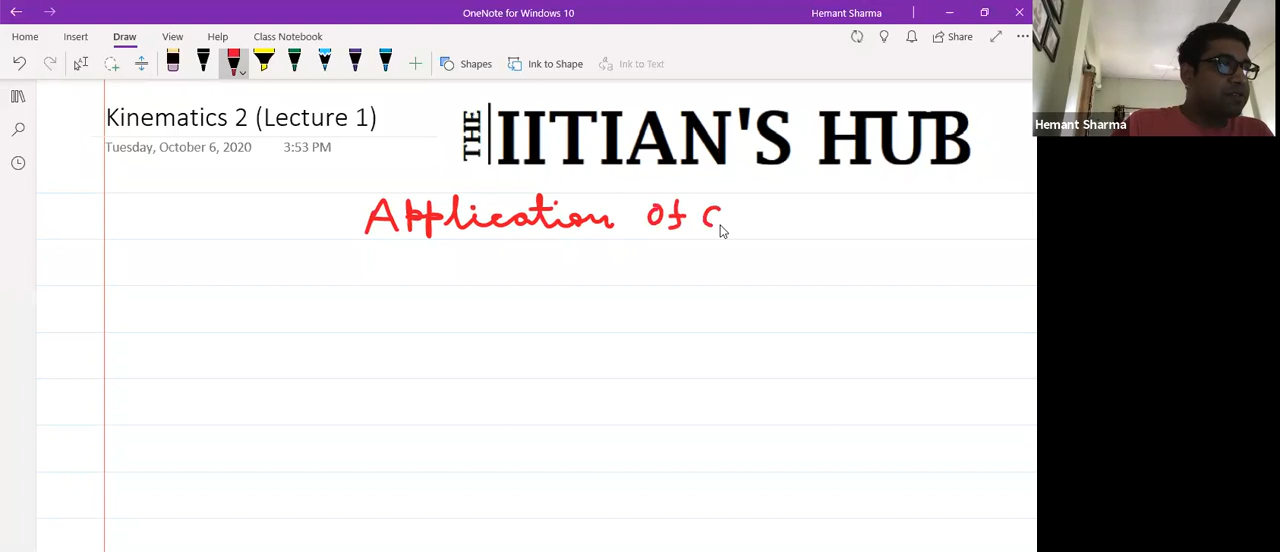 OneNote for Windows 10
Hemant Sharma
Home Insert Draw View Help Class Notebook Share
Shapes Ink to Shape Ink to Text
Hemant Sharma
Kinematics 2 (Lecture 1)
Tuesday, October 6, 2020 3:53 PM
THE IITIAN'S HUB
Application of C